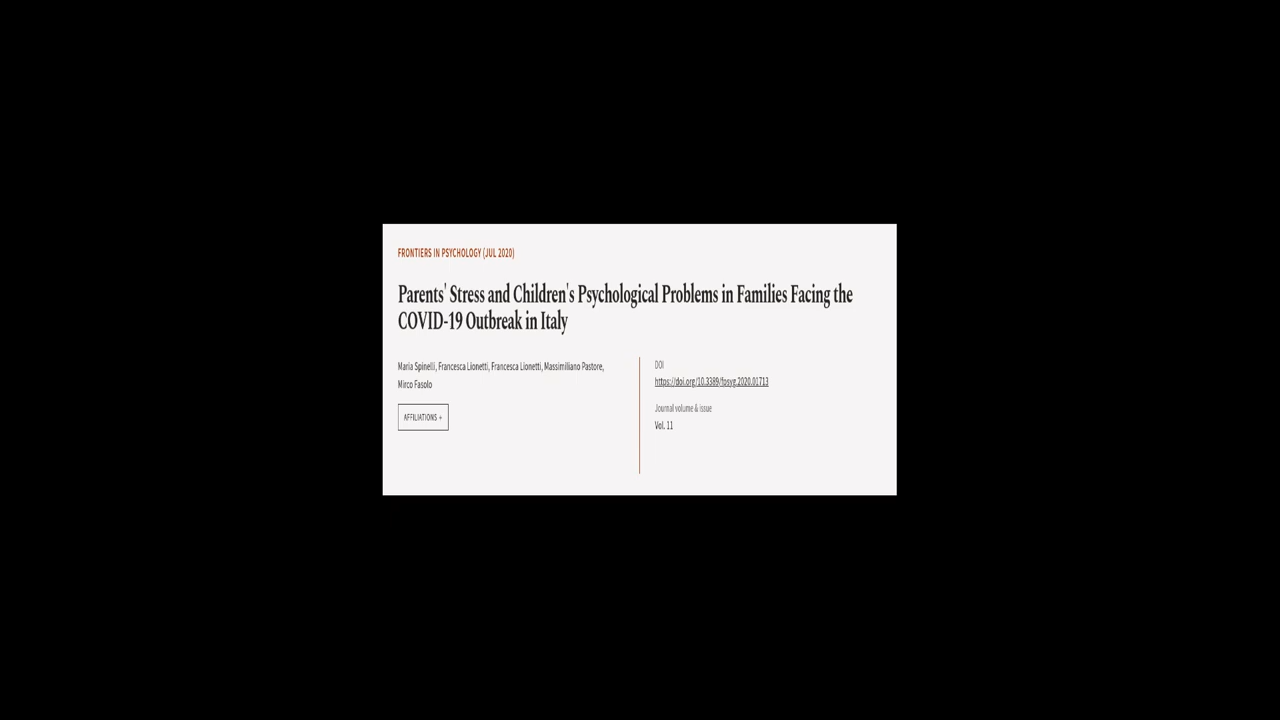 FRONTIERS IN PSYCHOLOGY (JUL 2020)
Parents' Stress and Children's Psychological Problems in Families Facing the
COVID-19 Outbreak in Italy
Maria Spinelli, Francesca Lionetti, Francesca Lionetti, Massimiliano Pastore,
Mirco Fasolo
AFFILIATIONS +
DOI
https://doi.org/10.3389/fpsyg.2020.01713
Journal volume & issue
Vol. 11